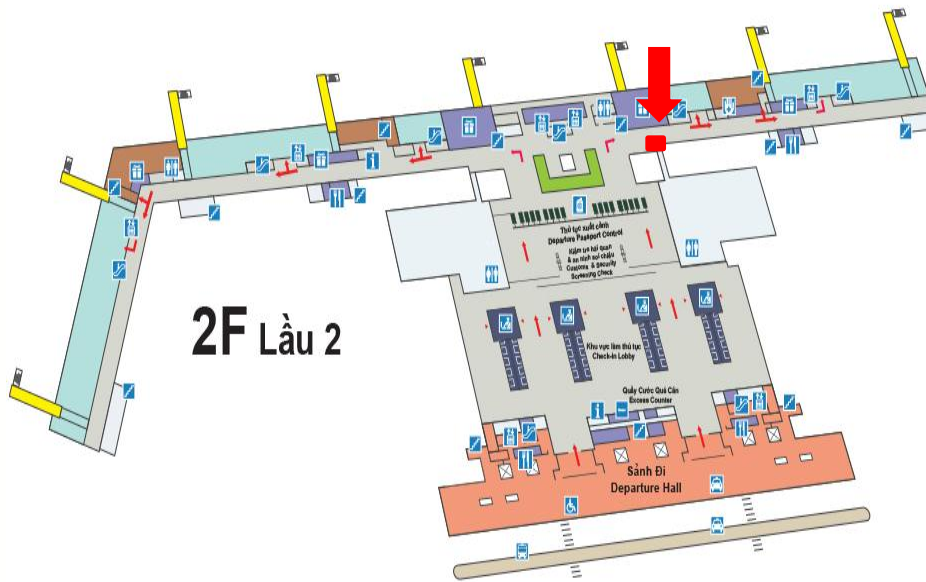 Thủ tục xuất cảnh
Departure Passport Control
Kiểm tra hải quan
& an ninh soi chiếu
Customs & Security
Screening Check
2F Lầu 2
Khu vực làm thủ tục
Check-in Lobby
Quầy Cước Quá Cân
Excess Counter
Sảnh Đi
Departure Hall